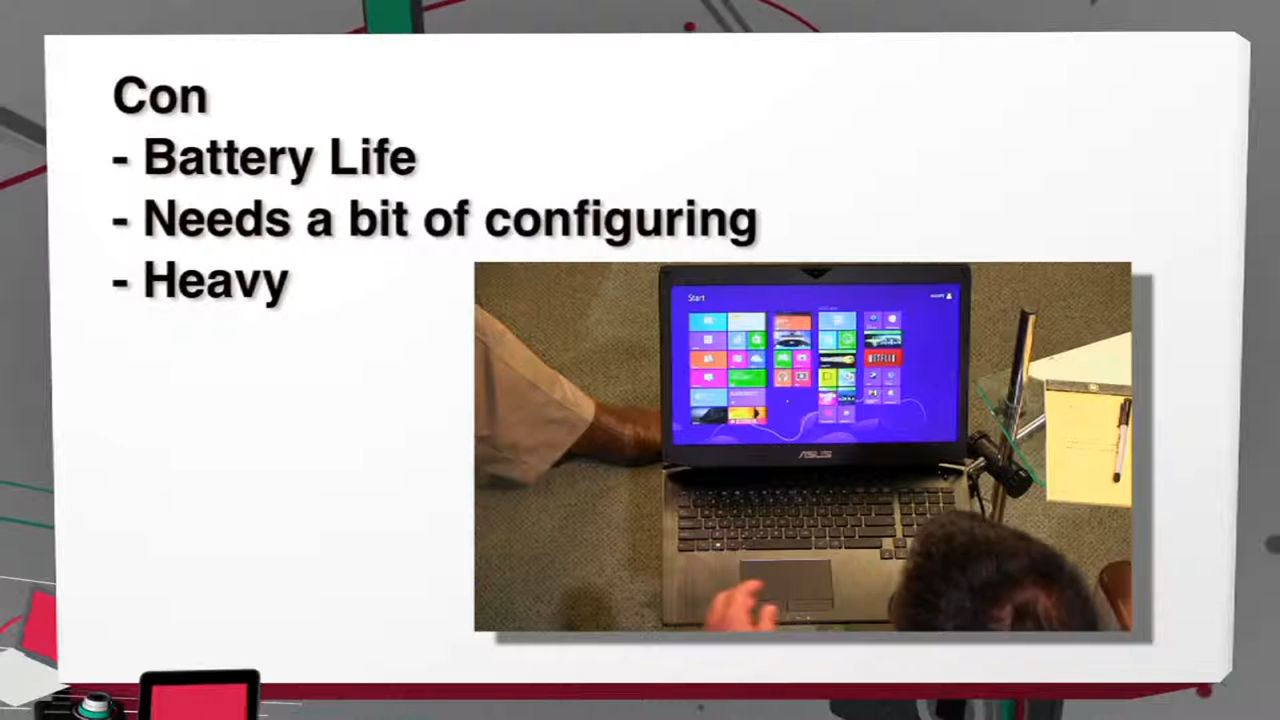 Con
- Battery Life
- Needs a bit of configuring
- Heavy
Start
NETFLIX
ASUS